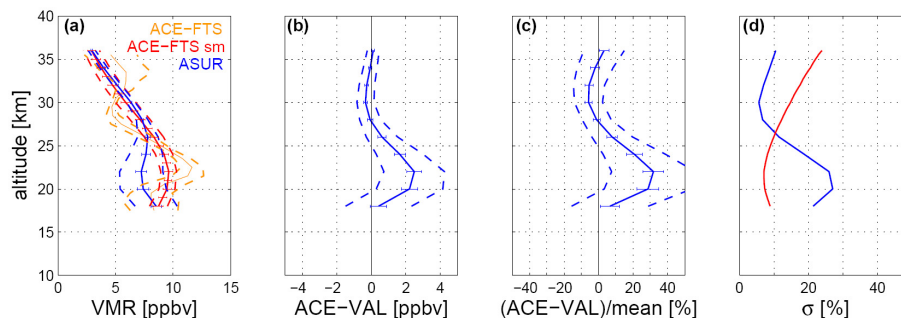 (a)
ACE−FTS
ACE−FTS sm
ASUR
(b)
(c)
(d)
altitude [km]
40
35
30
25
20
15
10
0 5 10 15
−4 −2 0 2 4
−40 −20 0 20 40
0 10 20 30 40
VMR [ppbv]
ACE−VAL [ppbv]
(ACE−VAL)/mean [%]
σ [%]